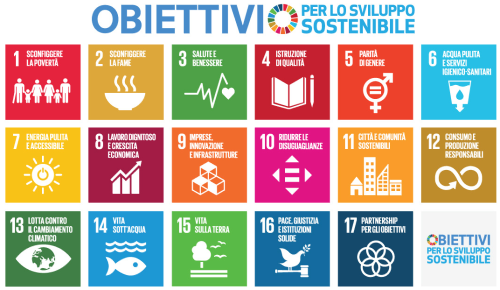 OBIETTIVI PER LO SVILUPPO
SOSTENIBILE
1 SCONFIGGERE
LA POVERTÀ
2 SCONFIGGERE
LA FAME
3 SALUTE E
BENESSERE
4 ISTRUZIONE
DI QUALITÀ
5 PARITÀ
DI GENERE
6 ACQUA PULITA
E SERVIZI
IGIENICO-SANITARI
7 ENERGIA PULITA
E ACCESSIBILE
8 LAVORO DIGNITOSO
E CRESCITA
ECONOMICA
9 IMPRESE,
INNOVAZIONE
E INFRASTRUTTURE
10 RIDURRE LE
DISUGUAGLIANZE
11 CITTÀ E COMUNITÀ
SOSTENIBILI
12 CONSUMO E
PRODUZIONE
RESPONSABILI
13 LOTTA CONTRO
IL CAMBIAMENTO
CLIMATICO
14 VITA
SOTT'ACQUA
15 VITA
SULLA TERRA
16 PACE, GIUSTIZIA
E ISTITUZIONI
SOLIDE
17 PARTNERSHIP
PER GLI OBIETTIVI
OBIETTIVI
PER LO SVILUPPO
SOSTENIBILE